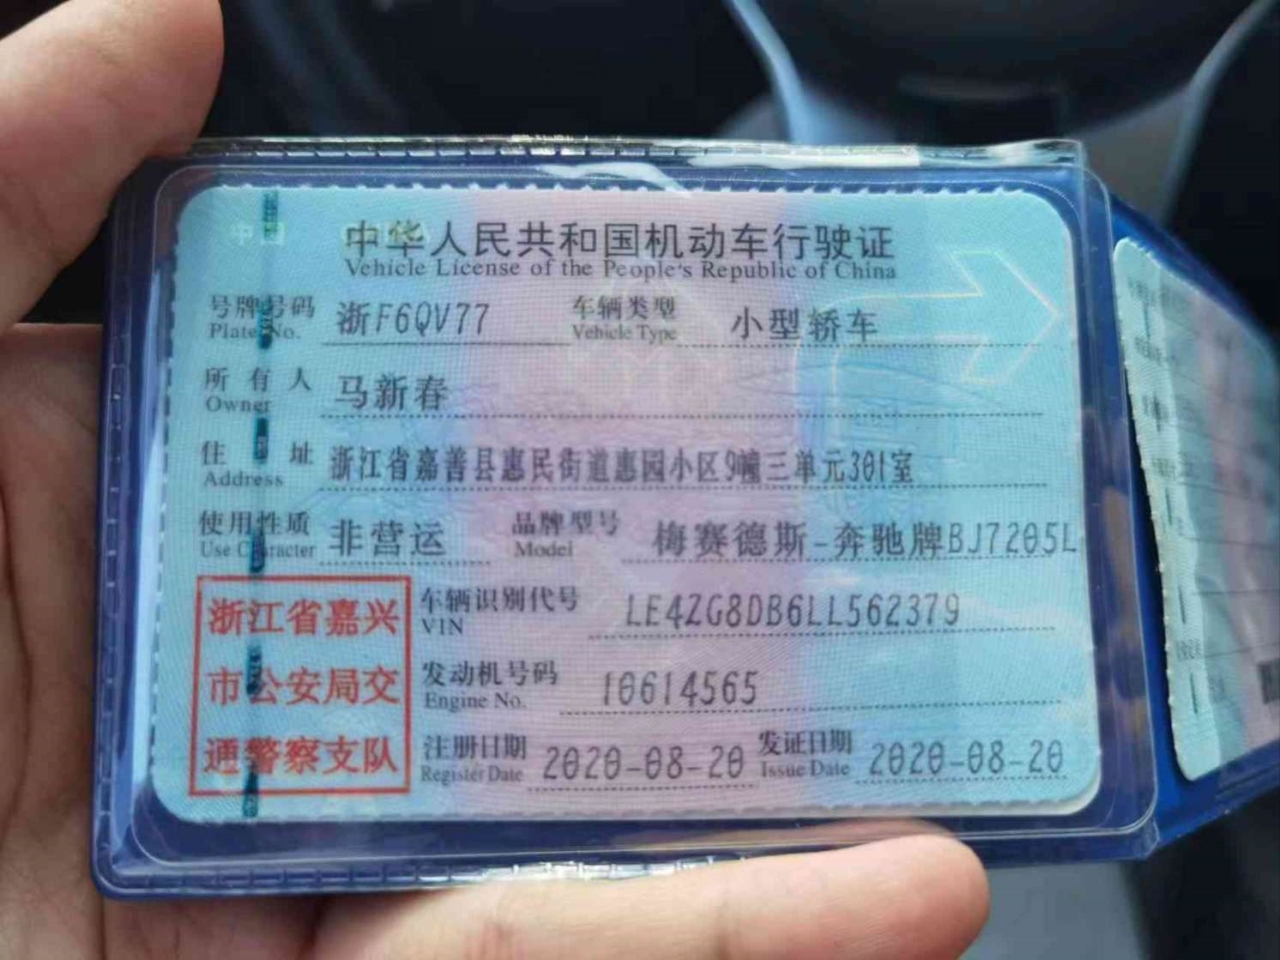 中华人民共和国机动车行驶证
Vehicle License of the People's Republic of China
号牌号码 浙F6QV77 车辆类型 小型轿车
Plate No. Vehicle Type
所有人 马新春
Owner
住址 浙江省嘉善县惠民街道惠园小区9幢三单元301室
Address
使用性质 非营运 品牌型号 梅赛德斯-奔驰牌BJ7205L
Use Character Model
浙江省嘉兴
市公安局交
通警察支队
车辆识别代号 LE4ZG8DB6LL562379
VIN
发动机号码 10614565
Engine No.
注册日期 2020-08-20 发证日期 2020-08-20
Register Date Issue Date